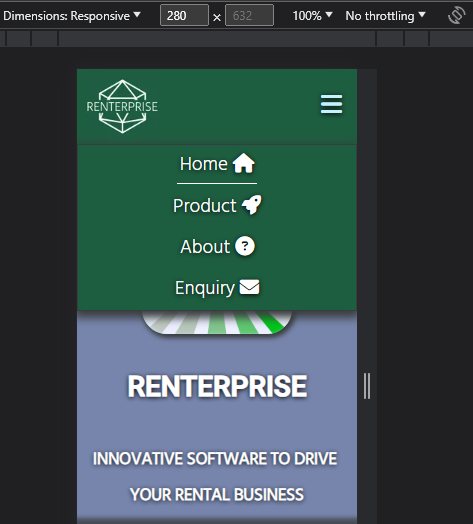 Dimensions: Responsive 280 × 632 100% No throttling
RENTERPRISE
Home
Product
About ?
Enquiry
RENTERPRISE
INNOVATIVE SOFTWARE TO DRIVE
YOUR RENTAL BUSINESS